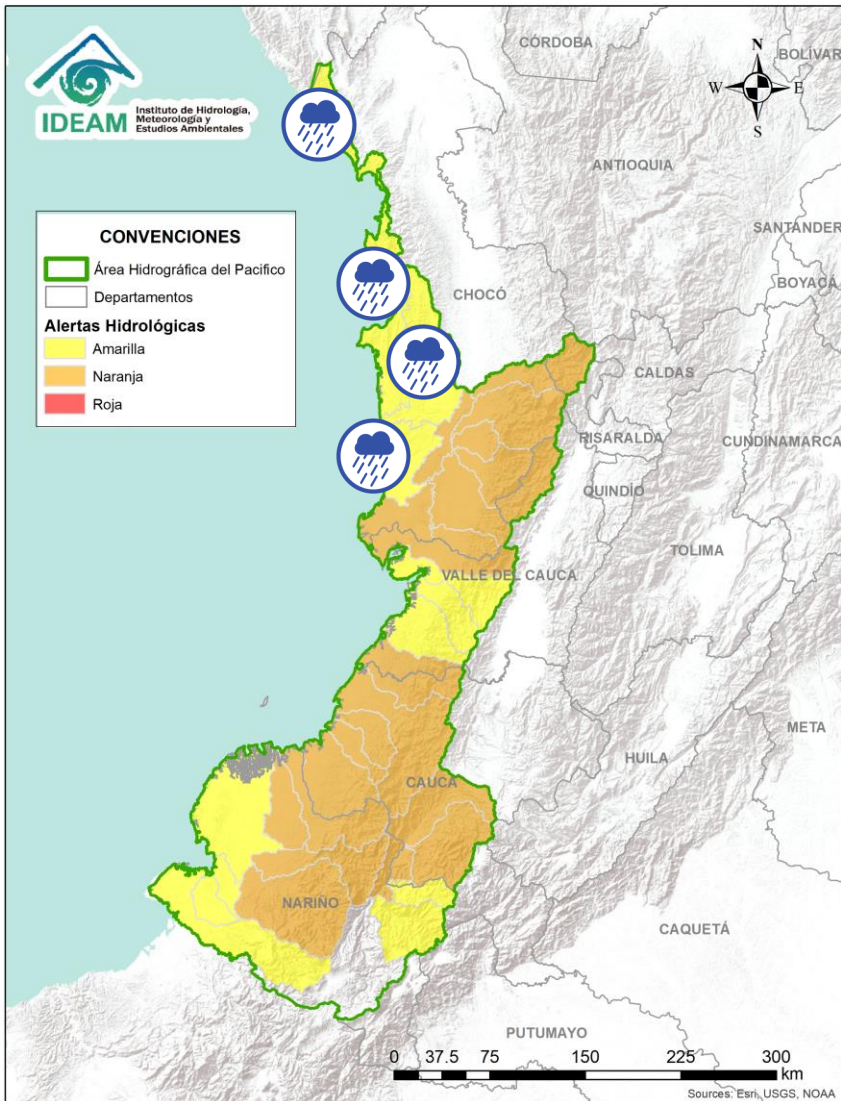 IDEAM
Instituto de Hidrología,
Meteorología y
Estudios Ambientales
N
W
E
S
CÓRDOBA
BOLÍVAR
ANTIOQUIA
SANTANDER
BOYACÁ
CHOCÓ
CONVENCIONES
Área Hidrográfica del Pacifico
Departamentos
Alertas Hidrológicas
Amarilla
Naranja
Roja
CALDAS
RISARALDA
CUNDINAMARCA
QUINDÍO
TOLIMA
VALLE DEL CAUCA
META
HUILA
CAUCA
NARIÑO
CAQUETÁ
PUTUMAYO
0 37.5 75 150 225 300
km
Sources: Esri, USGS, NOAA